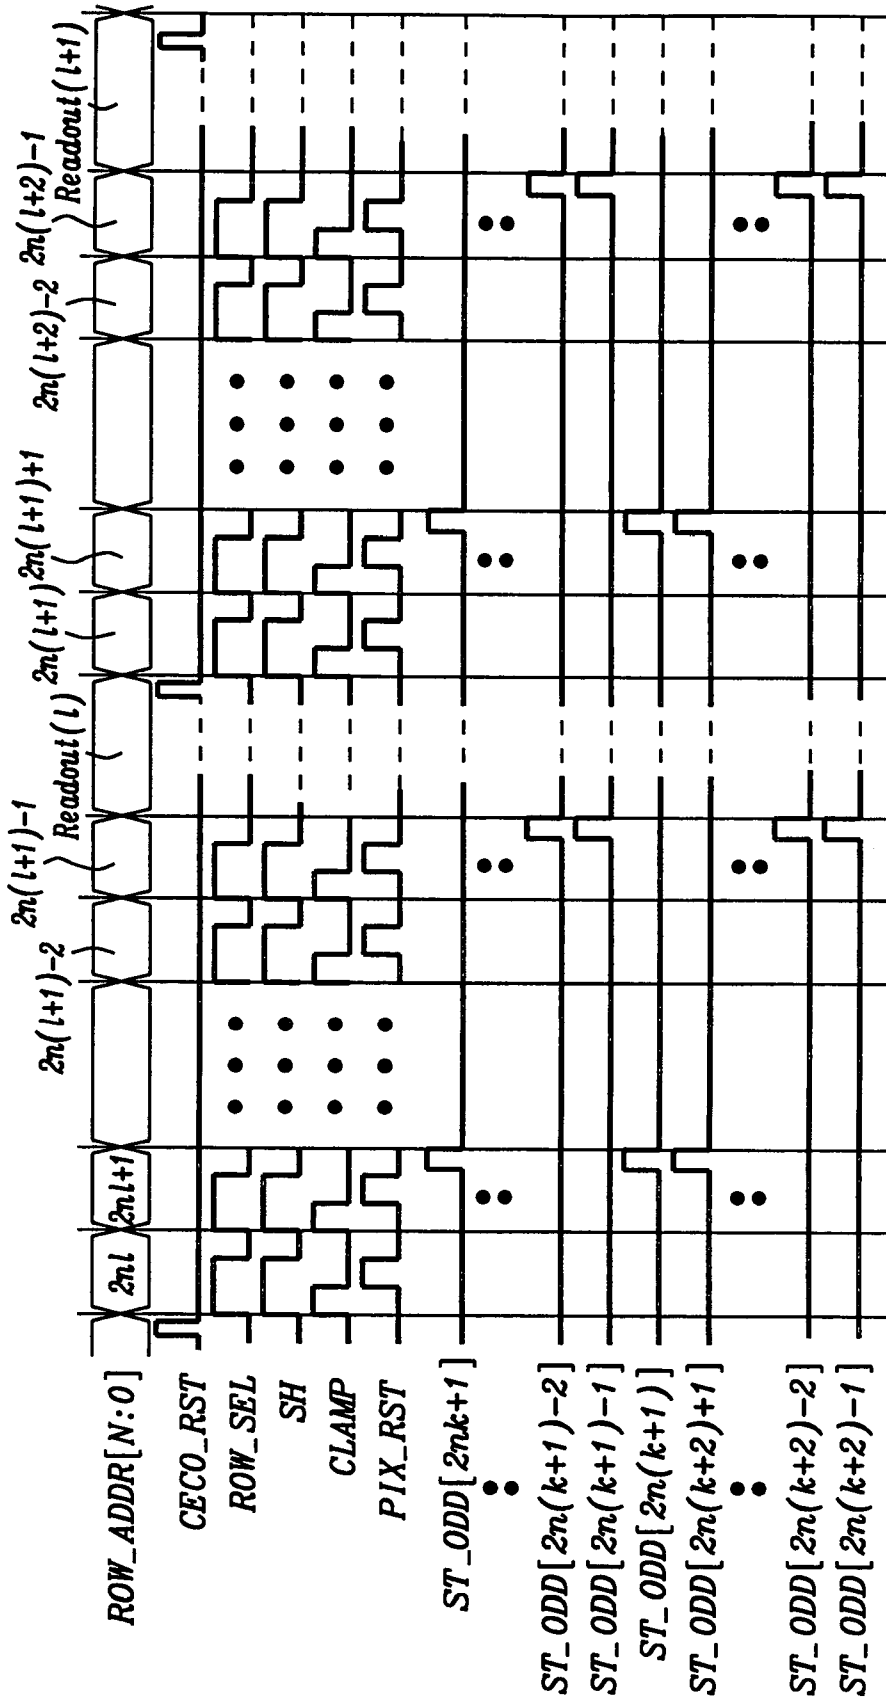 ROW_ADDR[N:0]
2nl
2nl+1
2n(l+1)-2
2n(l+1)-1
Readout(l)
2n(l+1)
2n(l+1)+1
2n(l+2)-2
2n(l+2)-1
Readout(l+1)
CECO_RST
ROW_SEL
SH
CLAMP
PIX_RST
ST_ODD[2nk+1]
ST_ODD[2n(k+1)-2]
ST_ODD[2n(k+1)-1]
ST_ODD[2n(k+1)]
ST_ODD[2n(k+2)+1]
ST_ODD[2n(k+2)-2]
ST_ODD[2n(k+2)-1]